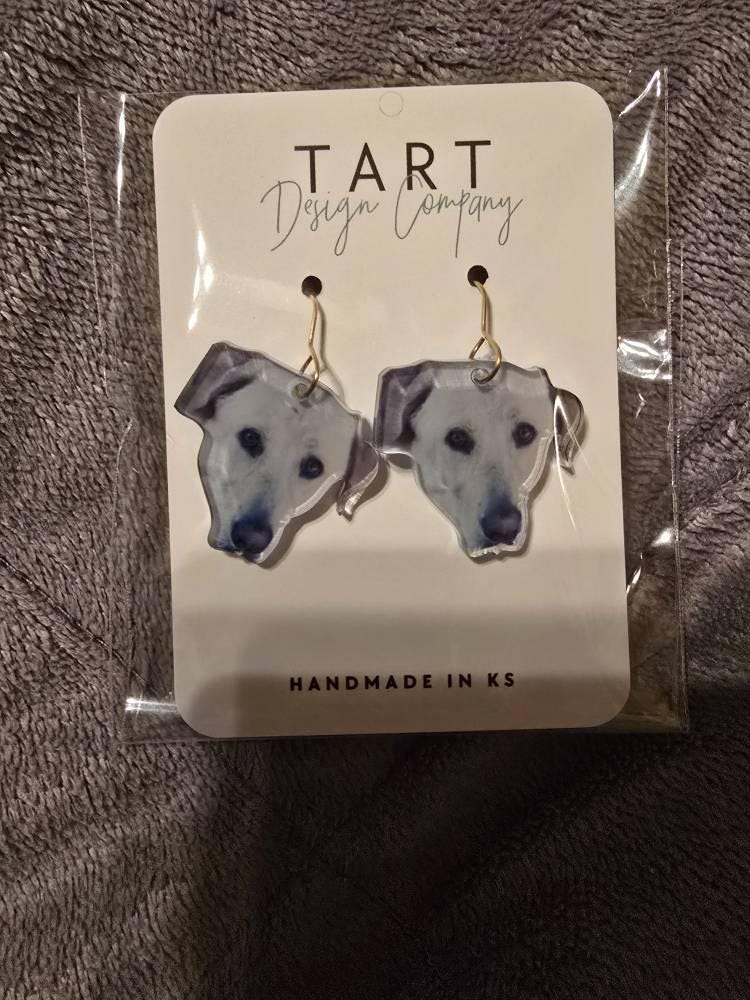 TART
Design Company
HANDMADE IN KS